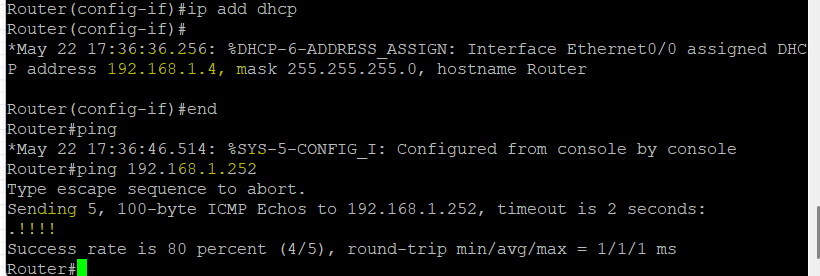 Router(config-if)#ip add dhcp
Router(config-if)#
*May 22 17:36:36.256: %DHCP-6-ADDRESS_ASSIGN: Interface Ethernet0/0 assigned DHC
P address 192.168.1.4, mask 255.255.255.0, hostname Router
Router(config-if)#end
Router#ping
*May 22 17:36:46.514: %SYS-5-CONFIG_I: Configured from console by console
Router#ping 192.168.1.252
Type escape sequence to abort.
Sending 5, 100-byte ICMP Echos to 192.168.1.252, timeout is 2 seconds:
.!!!!
Success rate is 80 percent (4/5), round-trip min/avg/max = 1/1/1 ms
Router#